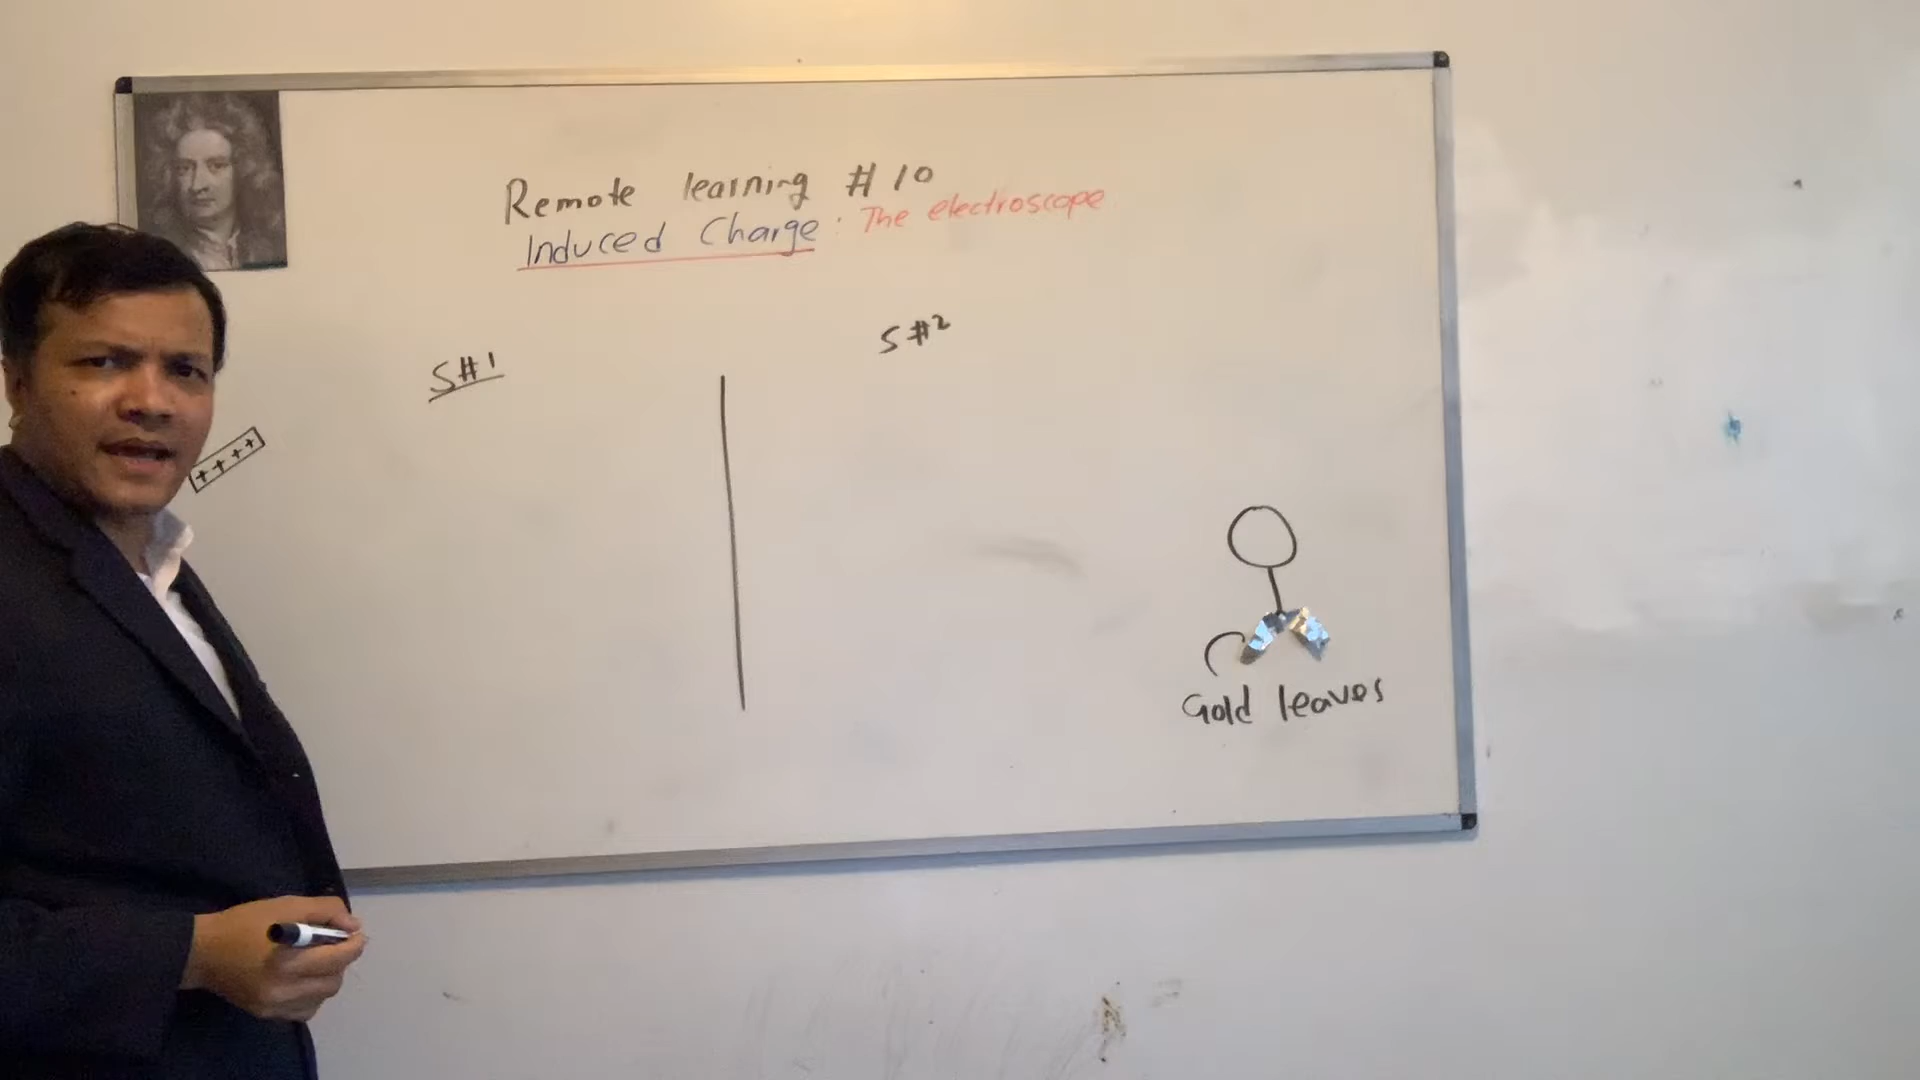 Remote learning #10
Induced Charge: The electroscope
S#1
S#2
++++
Gold leaves